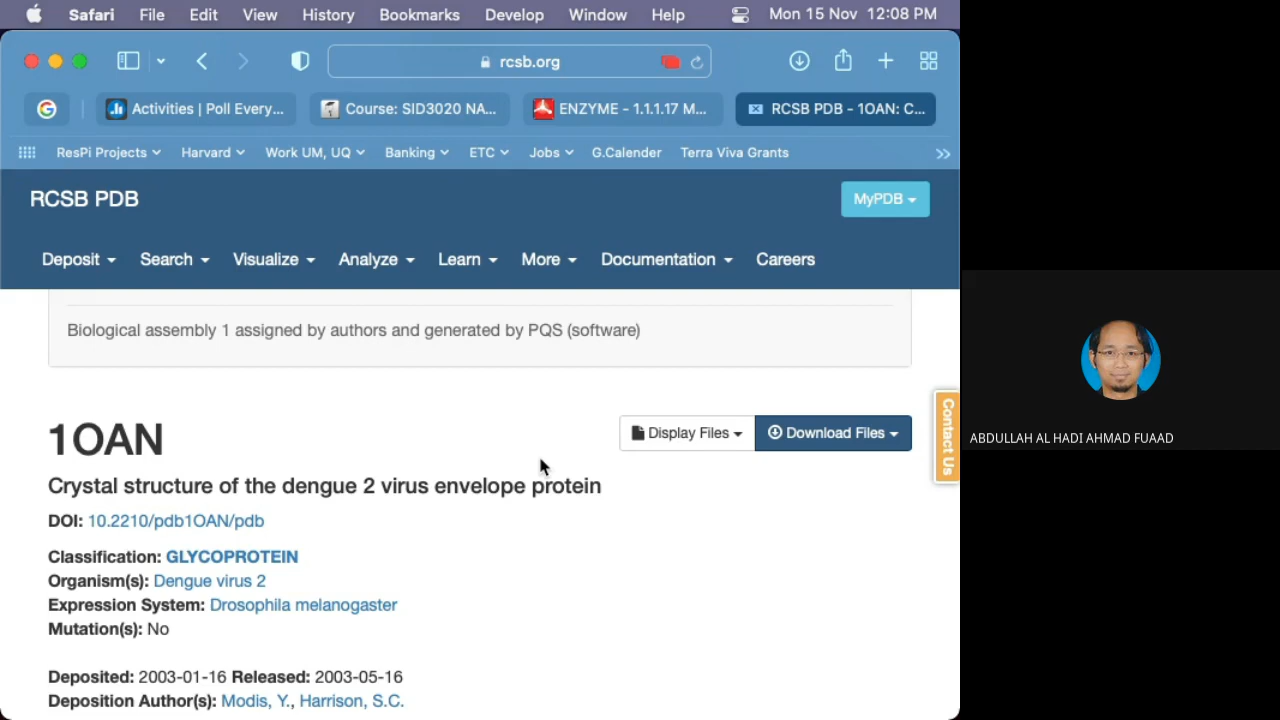 Safari File Edit View History Bookmarks Develop Window Help Mon 15 Nov 12:08 PM
rcsb.org
Activities | Poll Every... Course: SID3020 NA... ENZYME - 1.1.1.17 M... RCSB PDB - 1OAN: C...
ResPi Projects Harvard Work UM, UQ Banking ETC Jobs G.Calender Terra Viva Grants
RCSB PDB MyPDB
Deposit Search Visualize Analyze Learn More Documentation Careers
Biological assembly 1 assigned by authors and generated by PQS (software)
1OAN Display Files Download Files
Contact Us
Crystal structure of the dengue 2 virus envelope protein
DOI: 10.2210/pdb1OAN/pdb
Classification: GLYCOPROTEIN
Organism(s): Dengue virus 2
Expression System: Drosophila melanogaster
Mutation(s): No
Deposited: 2003-01-16 Released: 2003-05-16
Deposition Author(s): Modis, Y., Harrison, S.C.
ABDULLAH AL HADI AHMAD FUAAD